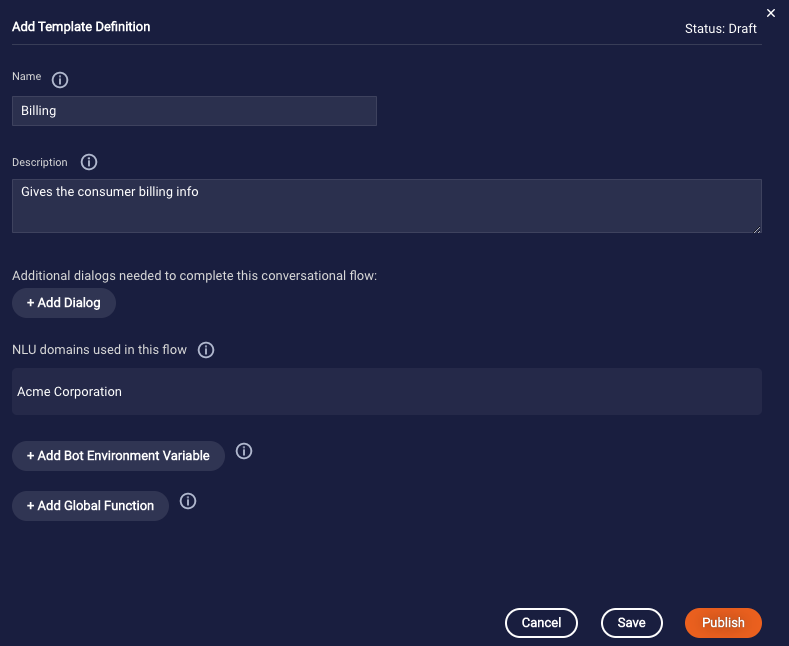 Add Template Definition
Status: Draft
Name
Billing
Description
Gives the consumer billing info
Additional dialogs needed to complete this conversational flow:
+ Add Dialog
NLU domains used in this flow
Acme Corporation
+ Add Bot Environment Variable
+ Add Global Function
Cancel
Save
Publish